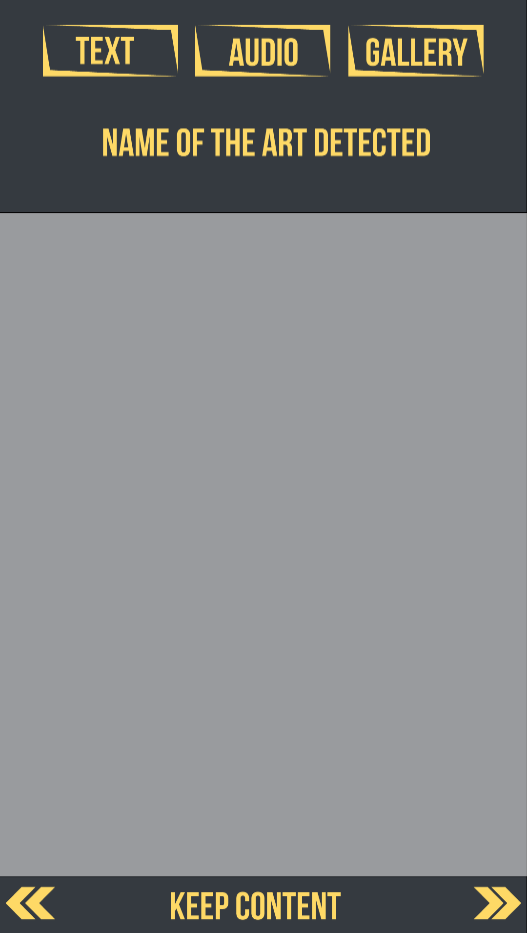 TEXT AUDIO GALLERY
NAME OF THE ART DETECTED
KEEP CONTENT